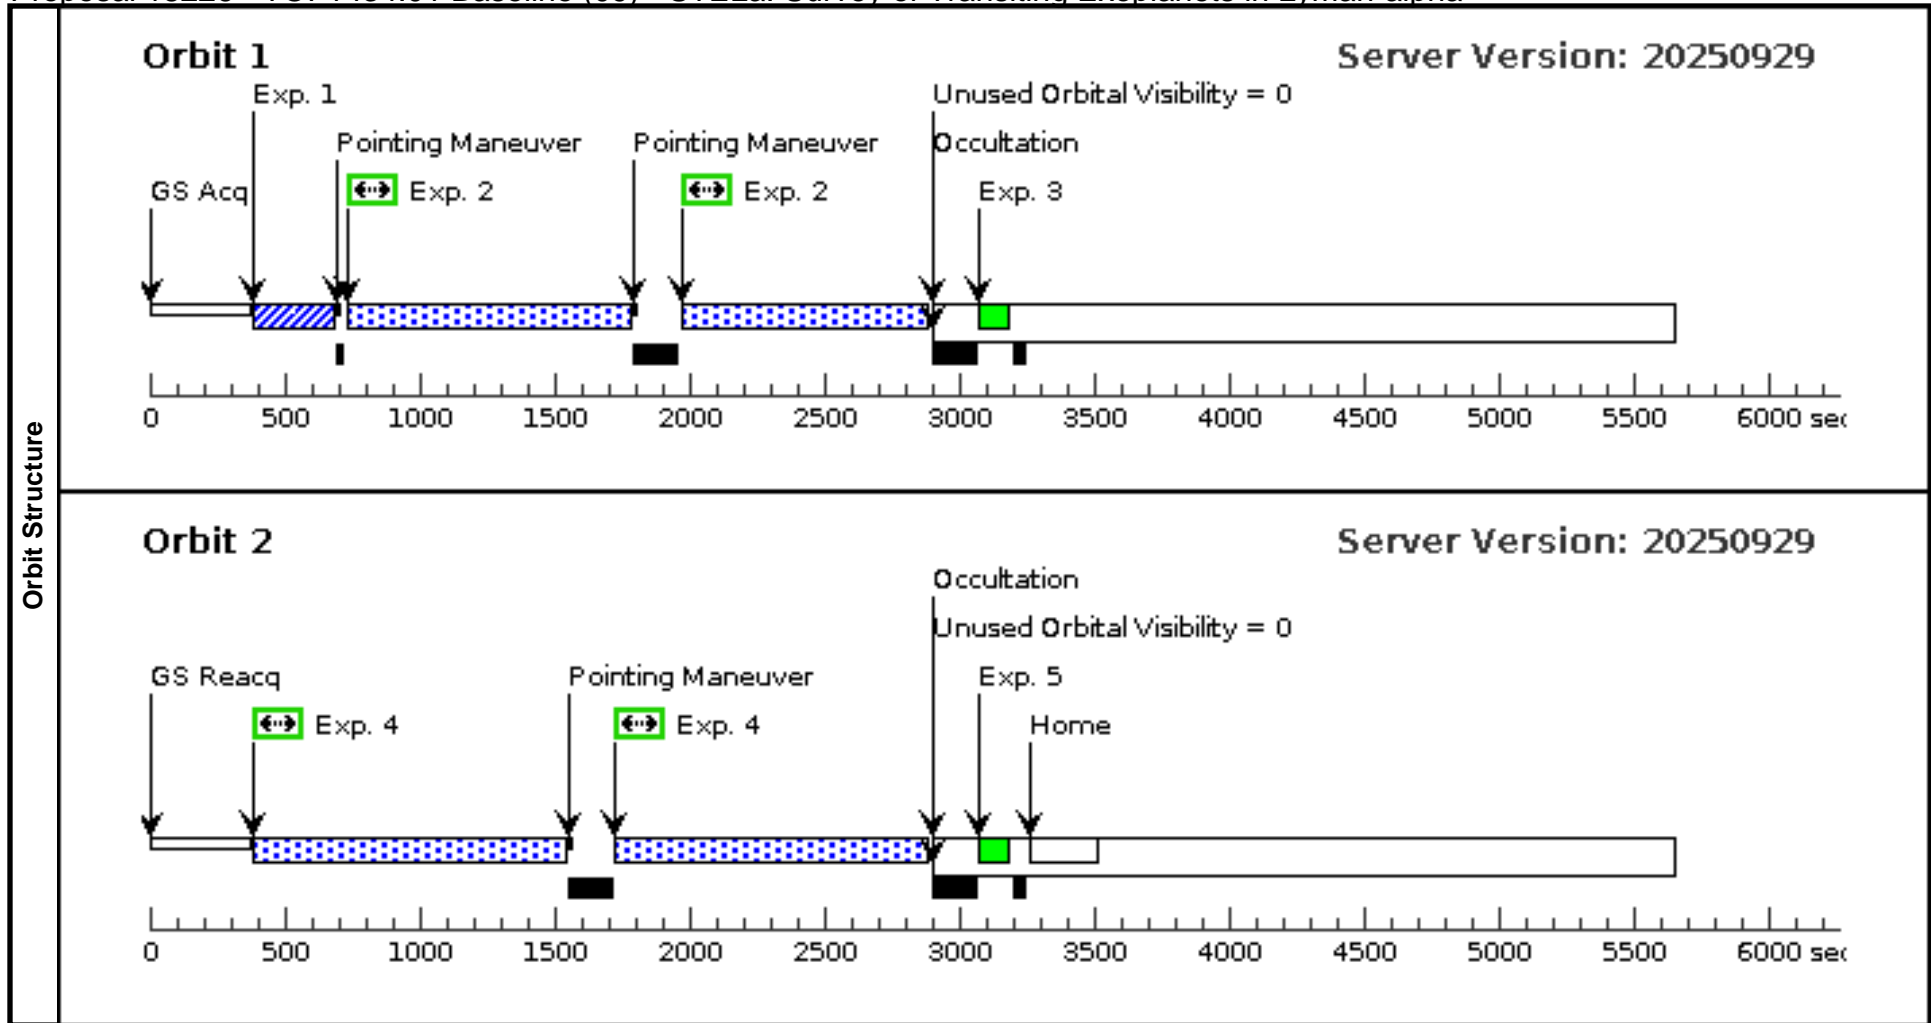 Orbit Structure
Orbit 1
Server Version: 20250929
Exp. 1
Unused Orbital Visibility = 0
Pointing Maneuver
Pointing Maneuver
Occultation
GS Acq
Exp. 2
Exp. 2
Exp. 3
0 500 1000 1500 2000 2500 3000 3500 4000 4500 5000 5500 6000 sec
Orbit 2
Server Version: 20250929
Occultation
Unused Orbital Visibility = 0
GS Reacq
Pointing Maneuver
Exp. 5
Exp. 4
Exp. 4
Home
0 500 1000 1500 2000 2500 3000 3500 4000 4500 5000 5500 6000 sec